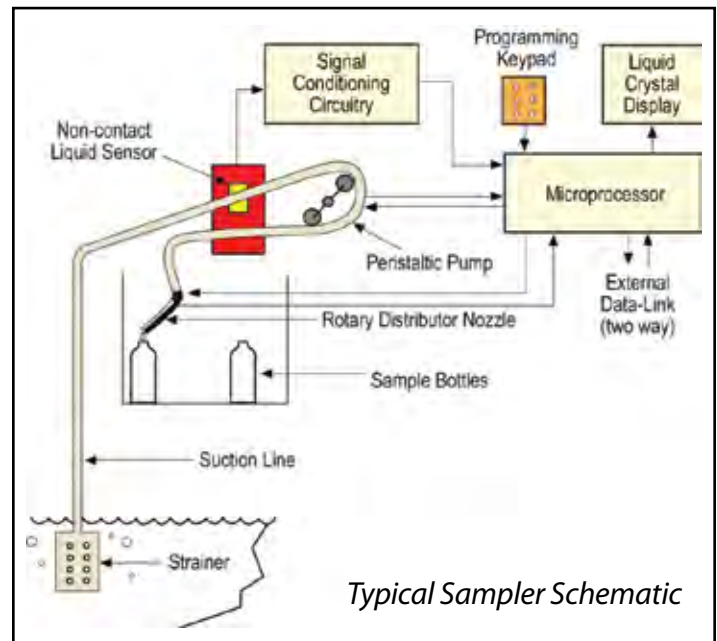 Programming
Keypad
Signal
Conditioning
Circuitry
Liquid
Crystal
Display
Non-contact
Liquid Sensor
Microprocessor
Peristaltic Pump
External
Data-Link
(two way)
Rotary Distributor Nozzle
Sample Bottles
Suction Line
Strainer
Typical Sampler Schematic